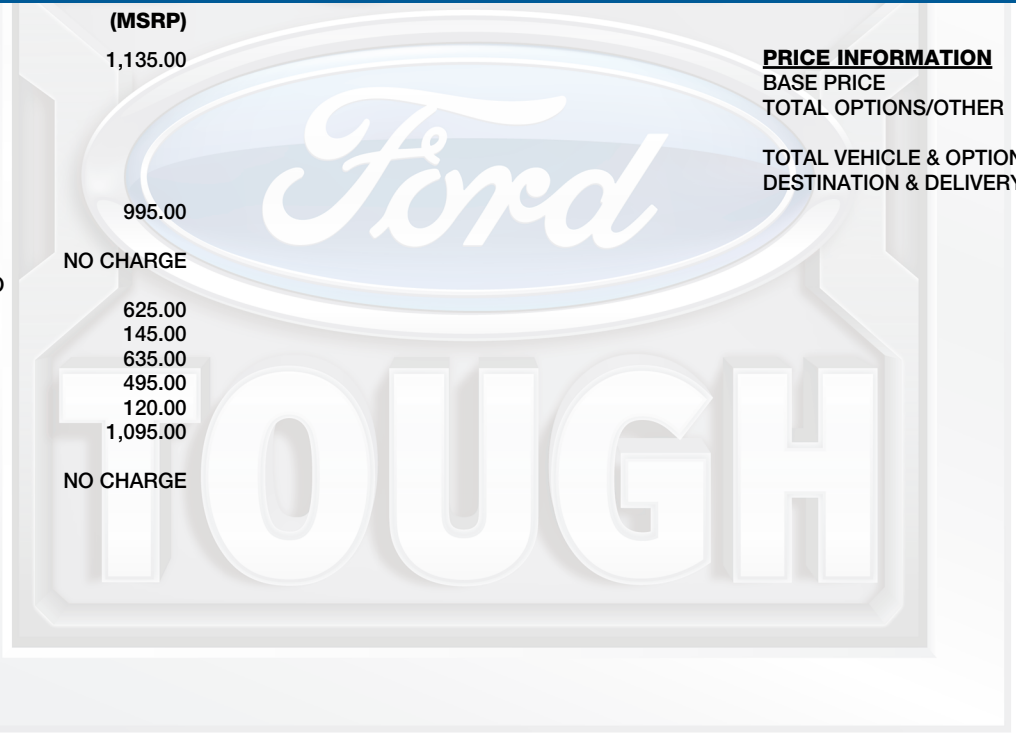 (MSRP)
1,135.00
995.00
NO CHARGE
625.00
145.00
635.00
495.00
120.00
1,095.00
NO CHARGE
PRICE INFORMATION
BASE PRICE
TOTAL OPTIONS/OTHER
TOTAL VEHICLE & OPTION
DESTINATION & DELIVERY
Ford
TOUGH